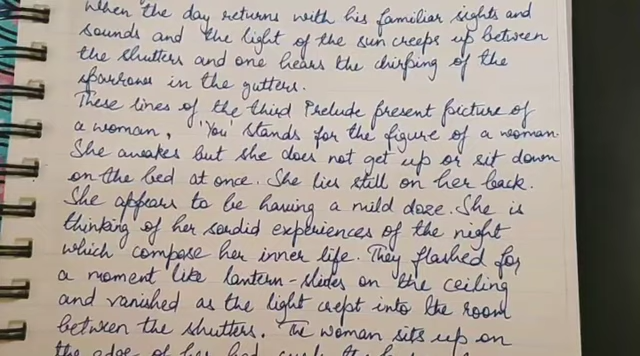 when the day returns with his familiar sights and
sounds and the light of the sun creeps up between
the shutters and one hears the chirping of the
sparrows in the gutters.
These lines of the third Prelude present picture of
a woman, 'You' stands for the figure of a woman.
She awakes but she does not get up or sit down
on the bed at once. She lies still on her back.
She appears to be having a mild doze. She is
thinking of her sordid experiences of the night
which compose her inner life. They flashed for
a moment like lantern-slides on the ceiling
and vanished as the light crept into the room
between the shutters. The woman sits up on
the edge of her bed